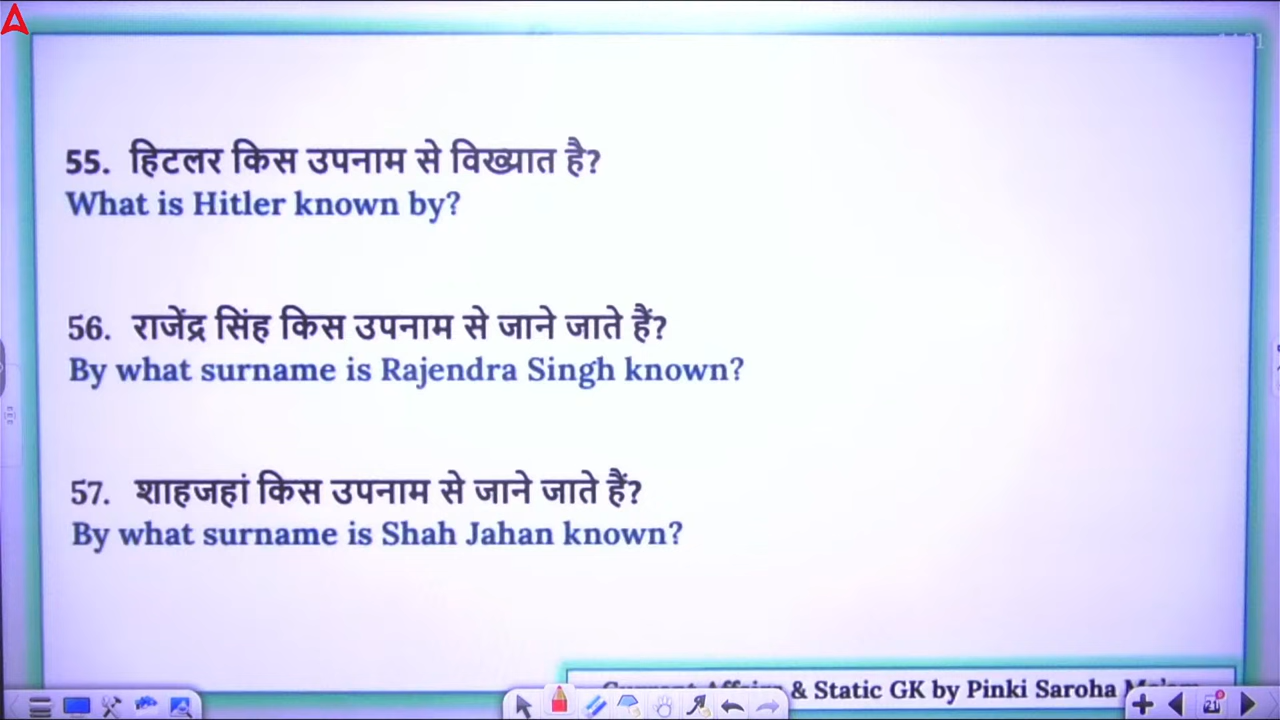 55. हिटलर किस उपनाम से विख्यात है?
What is Hitler known by?
56. राजेंद्र सिंह किस उपनाम से जाने जाते हैं?
By what surname is Rajendra Singh known?
57. शाहजहां किस उपनाम से जाने जाते हैं?
By what surname is Shah Jahan known?
& Static GK by Pinki Saroha
21